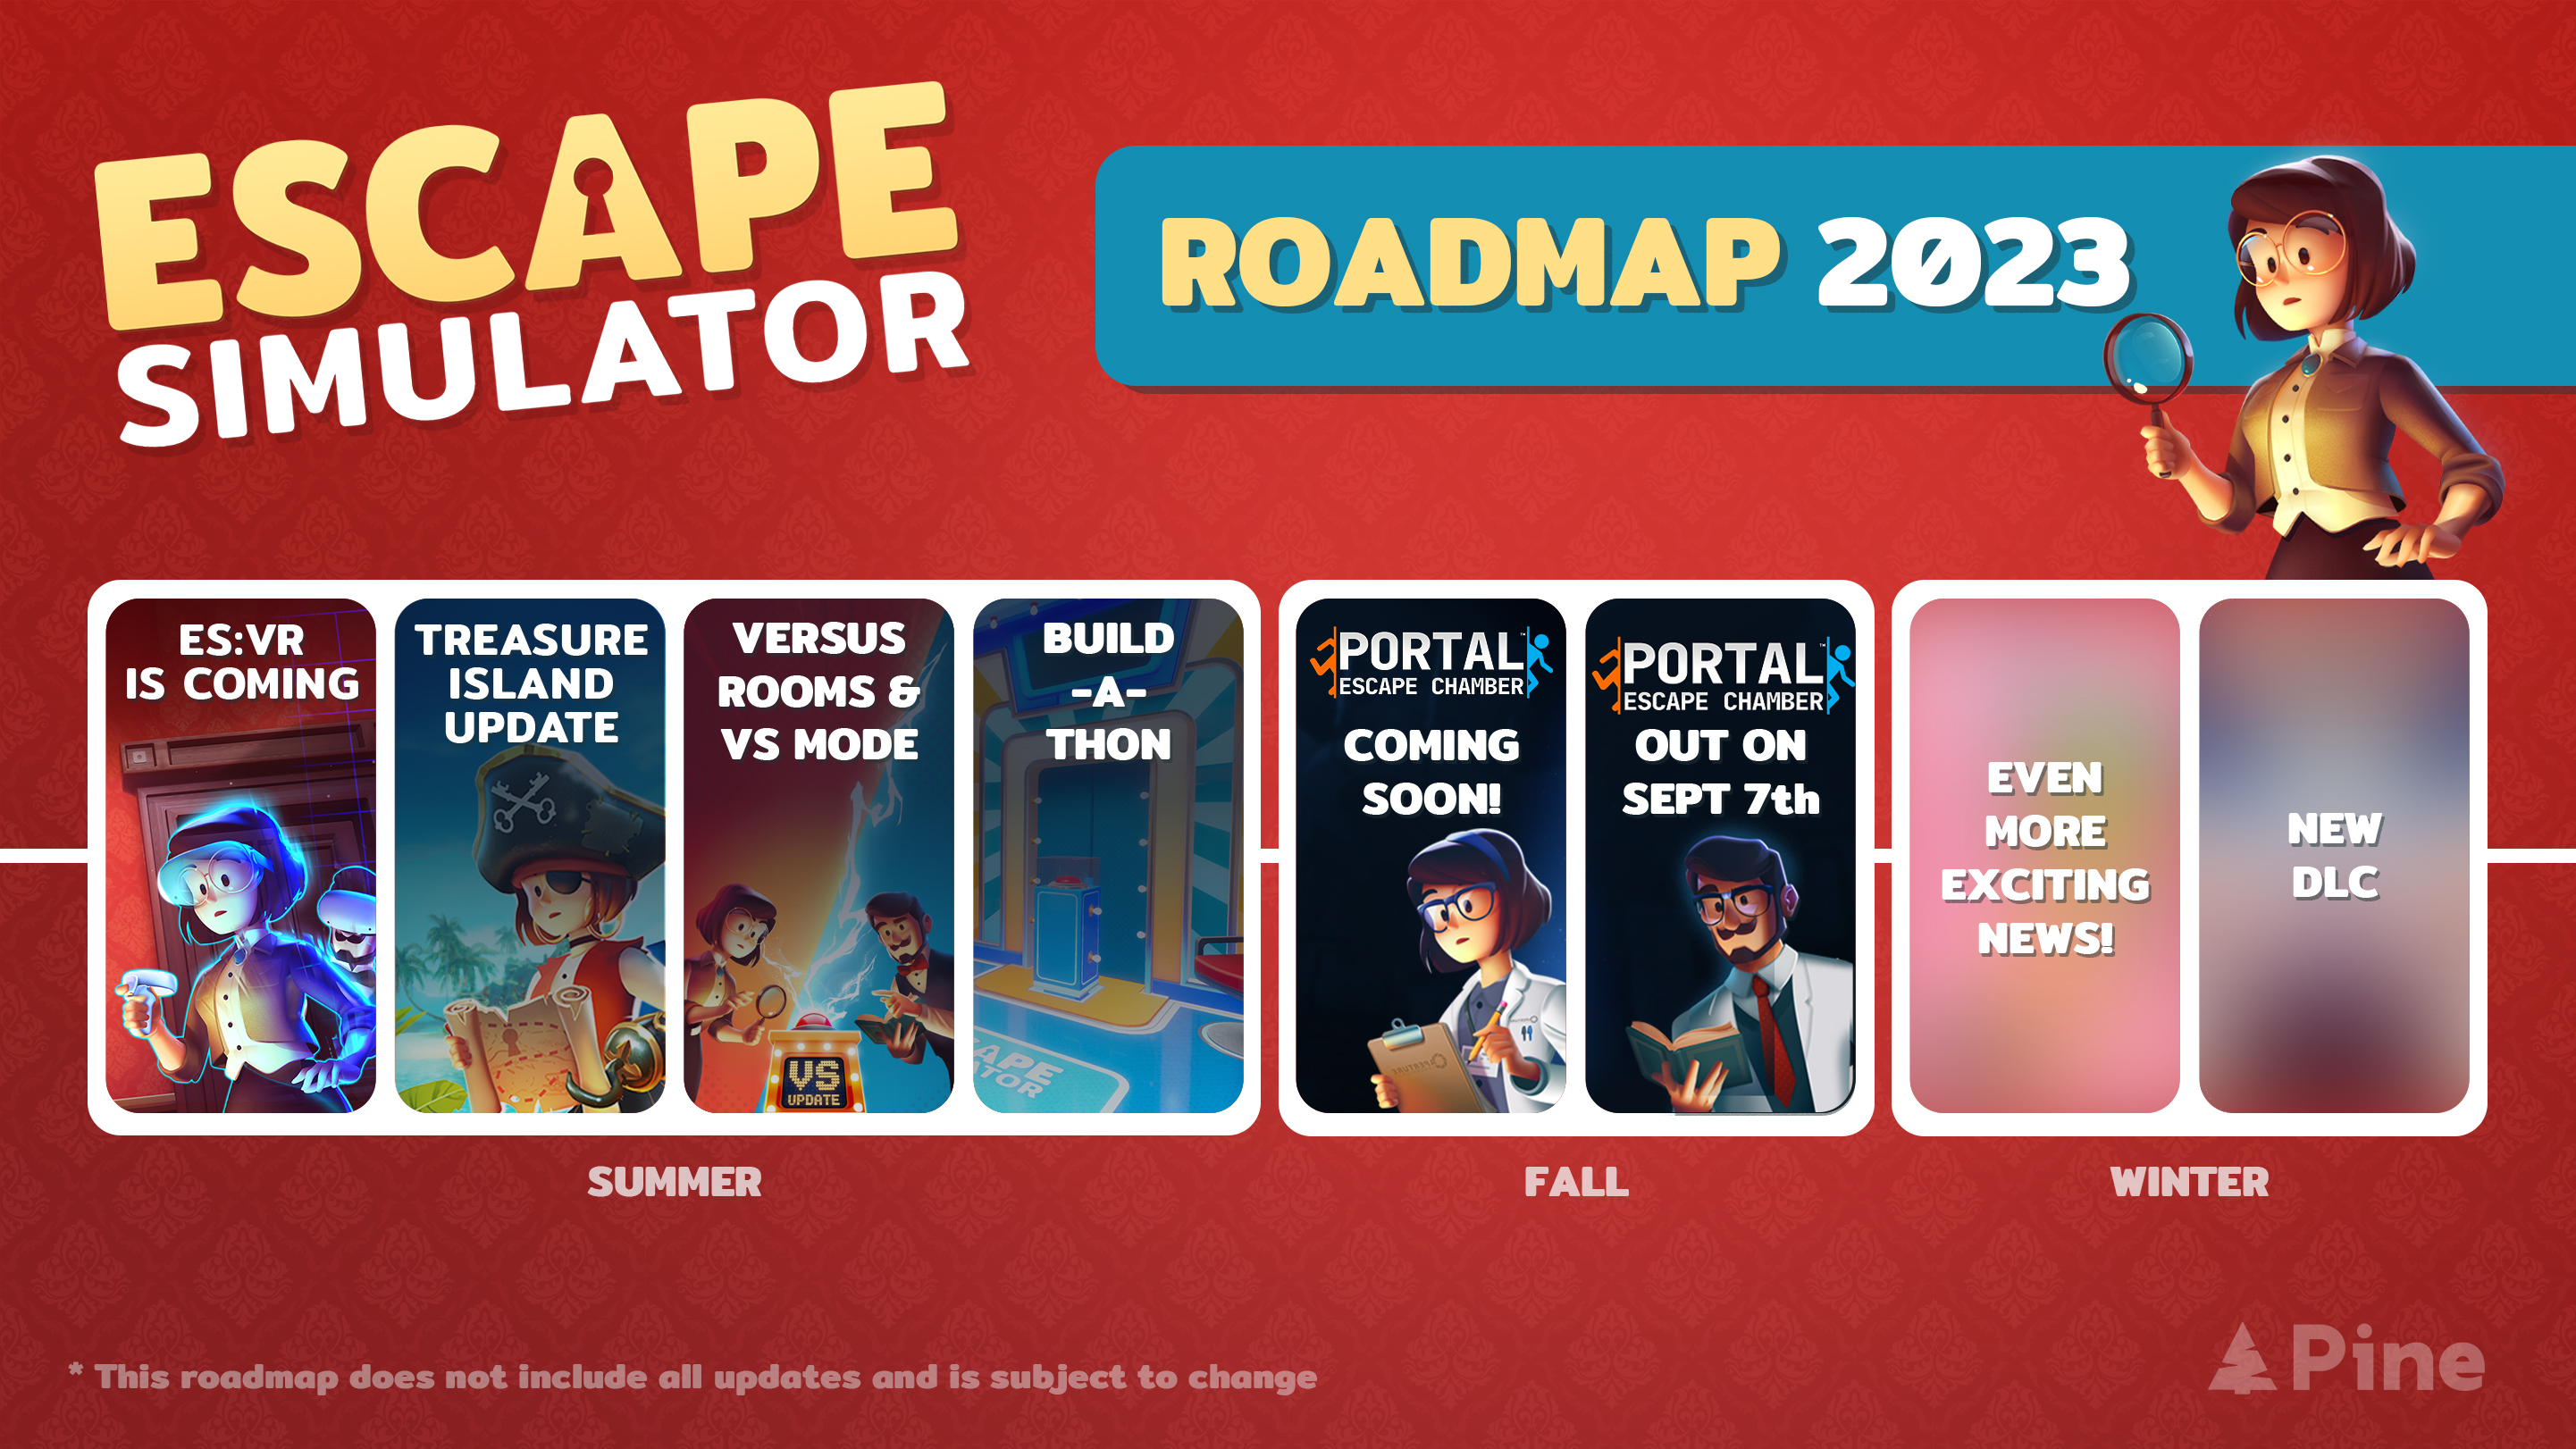 ESCAPE
SIMULATOR
ROADMAP 2023
ES:VR
IS COMING
TREASURE
ISLAND
UPDATE
VERSUS
ROOMS &
VS MODE
VS
UPDATE
BUILD
-A-
THON
PORTAL™
ESCAPE CHAMBER
COMING
SOON!
PORTAL™
ESCAPE CHAMBER
OUT ON
SEPT 7th
EVEN
MORE
EXCITING
NEWS!
NEW
DLC
SUMMER
FALL
WINTER
* This roadmap does not include all updates and is subject to change
Pine